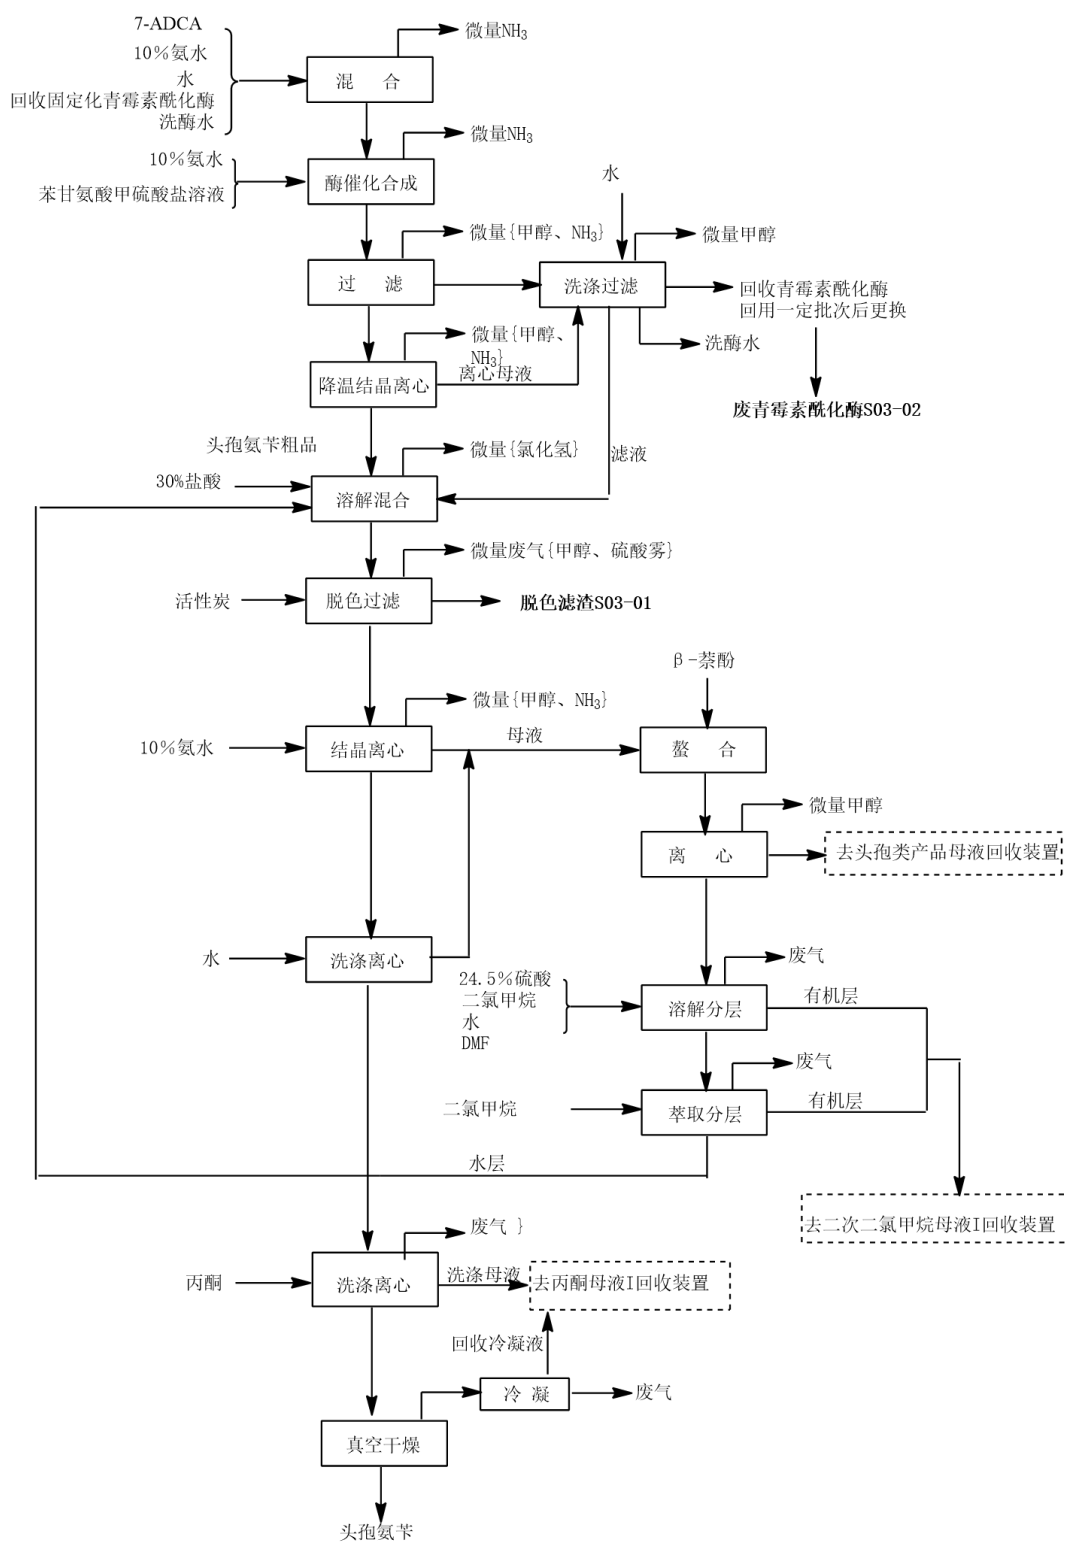 7-ADCA
10%氨水
水
回收固定化青霉素酰化酶
洗酶水
微量NH3
混 合
微量NH3
10%氨水
苯甘氨酸甲硫酸盐溶液
酶催化合成
水
微量{甲醇、NH3}
微量甲醇
过 滤
洗涤过滤
回收青霉素酰化酶
回用一定批次后更换
微量{甲醇、
NH3}
洗酶水
离心母液
降温结晶离心
废青霉素酰化酶S03-02
头孢氨苄粗品
微量{氯化氢}
滤液
30%盐酸
溶解混合
微量废气{甲醇、硫酸雾}
活性炭
脱色过滤
脱色滤渣S03-01
β-萘酚
微量{甲醇、NH3}
母液
10%氨水
结晶离心
螯 合
微量甲醇
离 心
去头孢类产品母液回收装置
水
洗涤离心
废气
24.5%硫酸
二氯甲烷
水
DMF
溶解分层
有机层
废气
二氯甲烷
萃取分层
有机层
水层
去二次二氯甲烷母液I回收装置
废气 }
丙酮
洗涤离心
洗涤母液
去丙酮母液I回收装置
回收冷凝液
冷 凝
废气
真空干燥
头孢氨苄